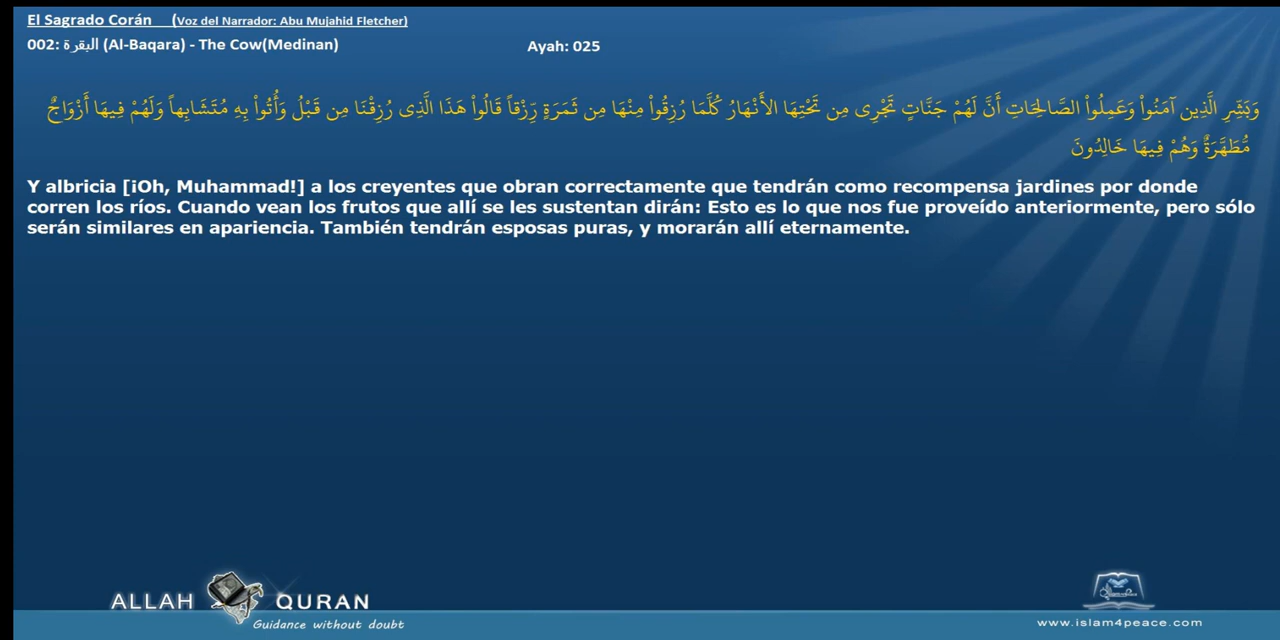 El Sagrado Corán (Voz del Narrador: Abu Mujahid Fletcher)
002: البقرة (Al-Baqara) - The Cow(Medinan) Ayah: 025
وَبَشِّرِ الَّذِين آمَنُواْ وَعَمِلُواْ الصَّالِحَاتِ أَنَّ لَهُمْ جَنَّاتٍ تَجْرِي مِن تَحْتِهَا الأَنْهَارُ كُلَّمَا رُزِقُواْ مِنْهَا مِن ثَمَرَةٍ رِّزْقاً قَالُواْ هَذَا الَّذِي رُزِقْنَا مِن قَبْلُ وَأُتُواْ بِهِ مُتَشَابِهاً وَلَهُمْ فِيهَا أَزْوَاجٌ
مُّطَهَّرَةٌ وَهُمْ فِيهَا خَالِدُونَ
Y albricia [¡Oh, Muhammad!] a los creyentes que obran correctamente que tendrán como recompensa jardines por donde
corren los ríos. Cuando vean los frutos que allí se les sustentan dirán: Esto es lo que nos fue proveído anteriormente, pero sólo
serán similares en apariencia. También tendrán esposas puras, y morarán allí eternamente.
ALLAH QURAN
Guidance without doubt
www.islam4peace.com